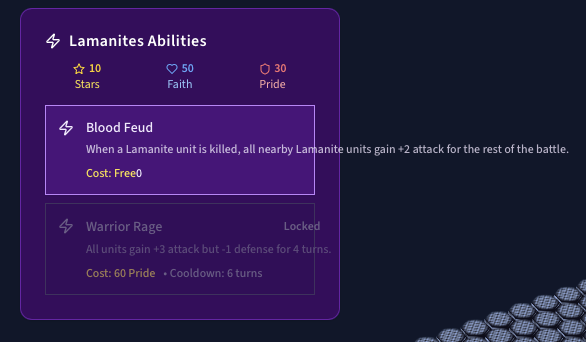 Lamanites Abilities
10 50 30
Stars Faith Pride
Blood Feud
When a Lamanite unit is killed, all nearby Lamanite units gain +2 attack for the rest of the battle.
Cost: Free0
Warrior Rage Locked
All units gain +3 attack but -1 defense for 4 turns.
Cost: 60 Pride • Cooldown: 6 turns